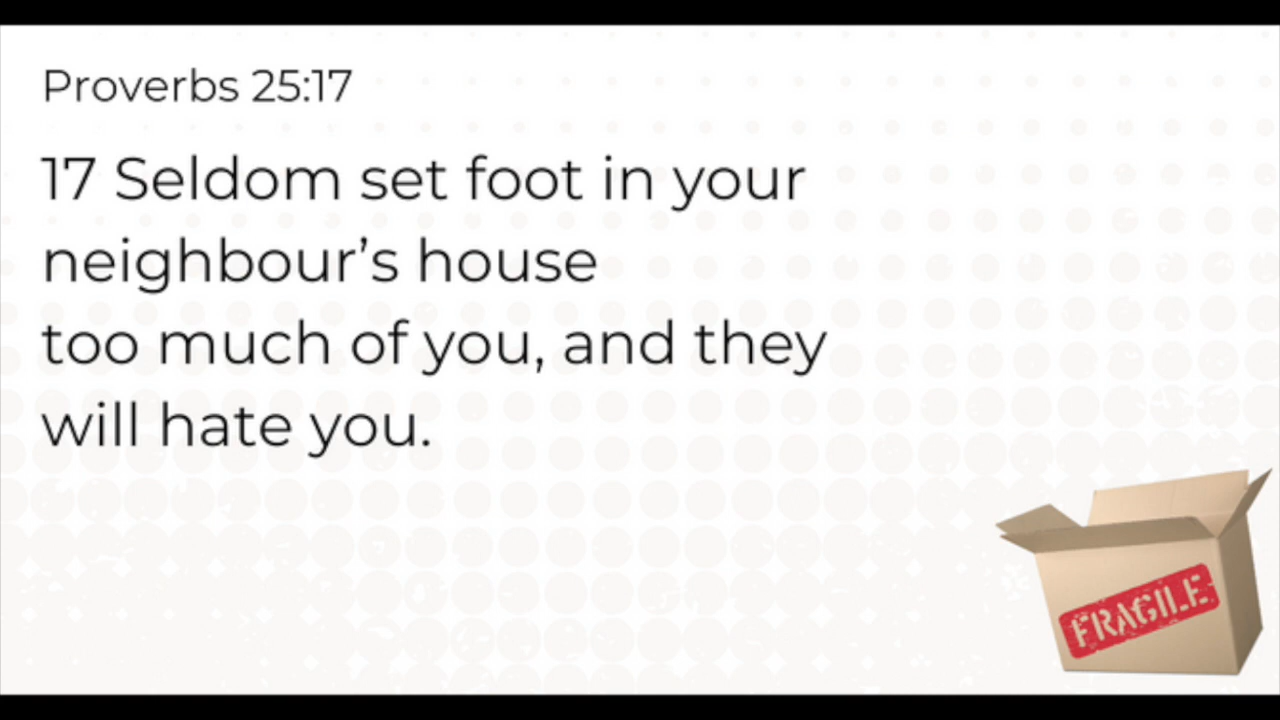 Proverbs 25:17
17 Seldom set foot in your
neighbour’s house
too much of you, and they
will hate you.
FRAGILE